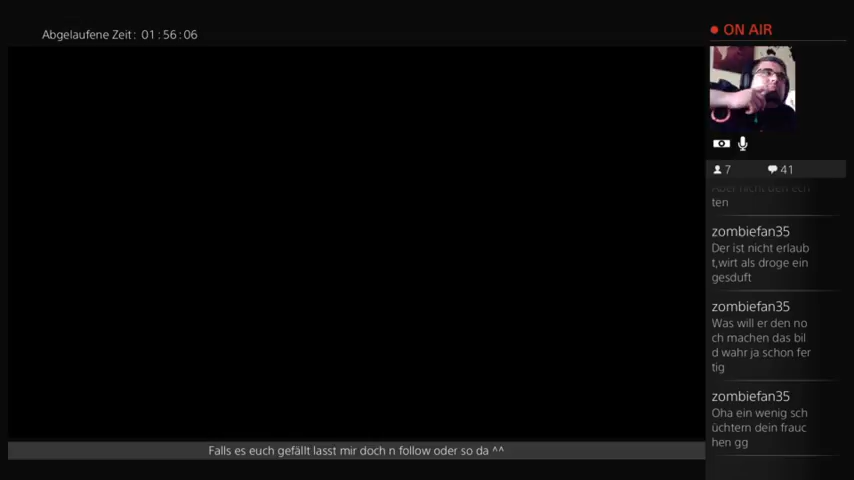 Abgelaufene Zeit: 01:56:06
ON AIR
7
41
ten
zombiefan35
Der ist nicht erlaub
t,wirt als droge ein
gesduft
zombiefan35
Was will er den no
ch machen das bil
d wahr ja schon fer
tig
zombiefan35
Oha ein wenig sch
üchtern dein frauc
hen gg
Falls es euch gefällt lasst mir doch n follow oder so da ^^